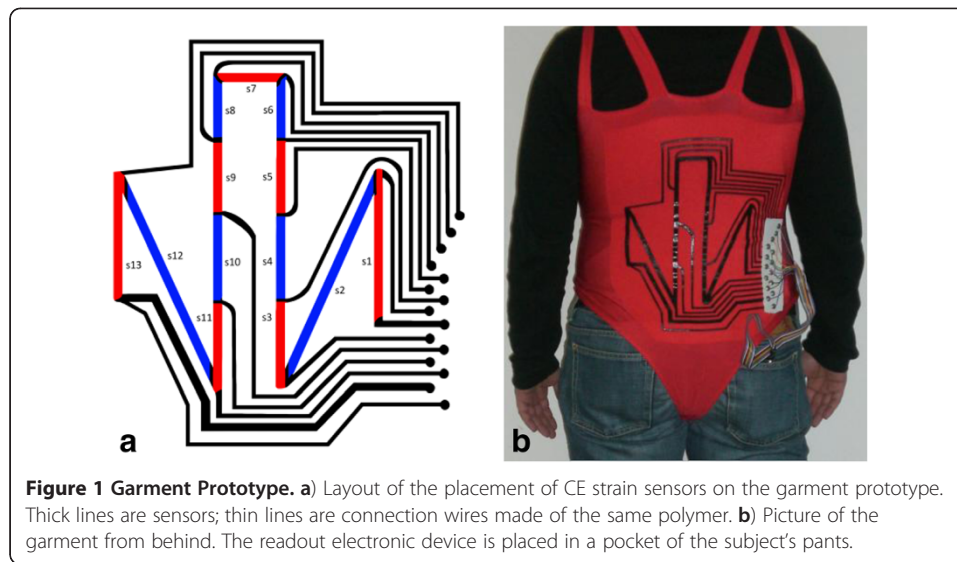 s7
s8
s6
s9
s5
s13
s12
s10
s4
s1
s2
s11
s3
a
b
Figure 1 Garment Prototype. a) Layout of the placement of CE strain sensors on the garment prototype.
Thick lines are sensors; thin lines are connection wires made of the same polymer. b) Picture of the
garment from behind. The readout electronic device is placed in a pocket of the subject's pants.